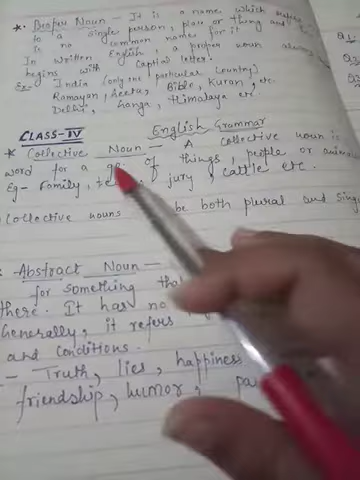 * Proper Noun - It is a name which refers
to a single person, place or thing and
is no common name for it.
In written English, a proper noun always
begins with capital letter.
Ex - India (only one particular country)
Ramayan, Geeta, Bible, Kuran, etc.
Delhi, Ganga, Himalaya etc.
CLASS-IV
English Grammar
* Collective Noun - A collective noun is
word for a of things, people or
Eg - Family, jury, cattle etc.
Collective nouns be both plural and
Abstract Noun -
for something
there. It has no
Generally, it refers
and conditions.
- Truth, lies, happiness
friendship, humor,